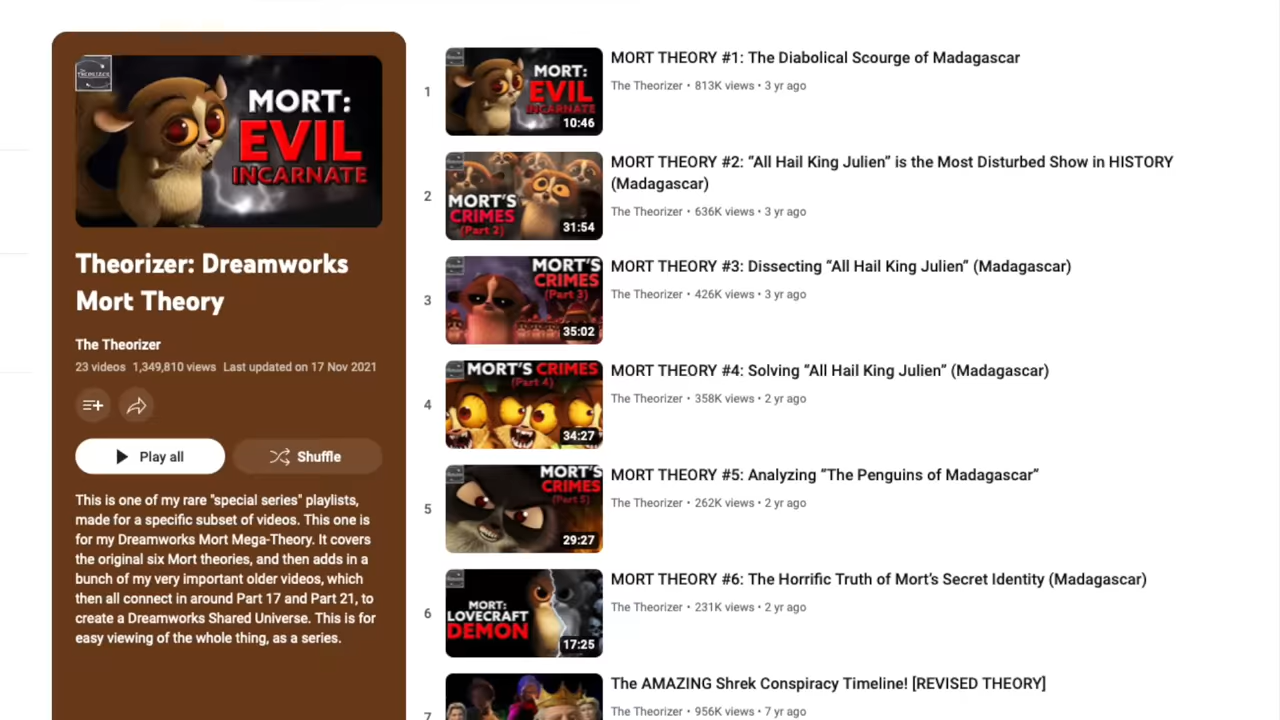 THEORIZER
MORT:
EVIL
INCARNATE
Theorizer: Dreamworks
Mort Theory
The Theorizer
23 videos 1,349,810 views Last updated on 17 Nov 2021
Play all
Shuffle
This is one of my rare "special series" playlists,
made for a specific subset of videos. This one is
for my Dreamworks Mort Mega-Theory. It covers
the original six Mort theories, and then adds in a
bunch of my very important older videos, which
then all connect in around Part 17 and Part 21, to
create a Dreamworks Shared Universe. This is for
easy viewing of the whole thing, as a series.
1
MORT:
EVIL
INCARNATE
10:46
MORT THEORY #1: The Diabolical Scourge of Madagascar
The Theorizer • 813K views • 3 yr ago
2
MORT'S
CRIMES
(Part 2)
31:54
MORT THEORY #2: “All Hail King Julien” is the Most Disturbed Show in HISTORY
(Madagascar)
The Theorizer • 636K views • 3 yr ago
3
MORT'S
CRIMES
(Part 3)
35:02
MORT THEORY #3: Dissecting “All Hail King Julien” (Madagascar)
The Theorizer • 426K views • 3 yr ago
4
MORT'S CRIMES
(Part 4)
34:27
MORT THEORY #4: Solving “All Hail King Julien” (Madagascar)
The Theorizer • 358K views • 2 yr ago
5
MORT'S
CRIMES
(Part 5)
29:27
MORT THEORY #5: Analyzing “The Penguins of Madagascar”
The Theorizer • 262K views • 2 yr ago
6
MORT:
LOVECRAFT
DEMON
17:25
MORT THEORY #6: The Horrific Truth of Mort’s Secret Identity (Madagascar)
The Theorizer • 231K views • 2 yr ago
7
The AMAZING Shrek Conspiracy Timeline! [REVISED THEORY]
The Theorizer • 956K views • 7 yr ago